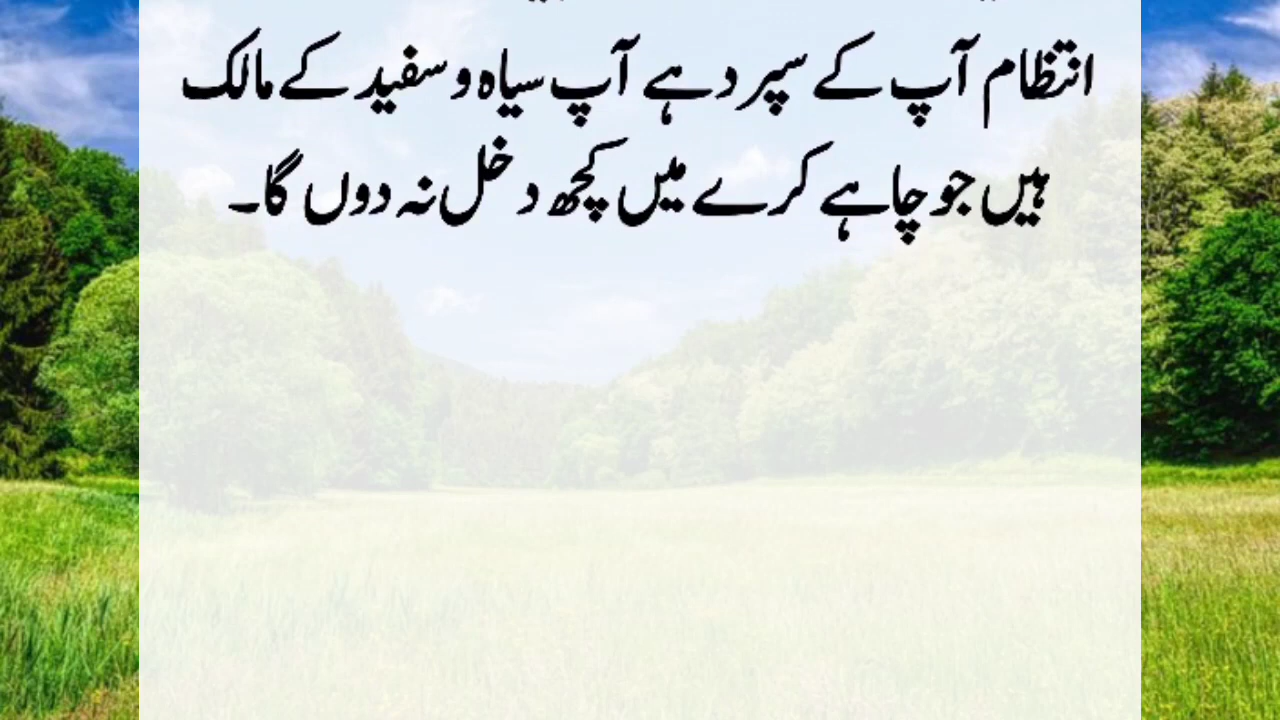 انتظام آپ کے سپرد ہے آپ سیاہ و سفید کے مالک
ہیں جو چاہے کرے میں کچھ دخل نہ دوں گا۔